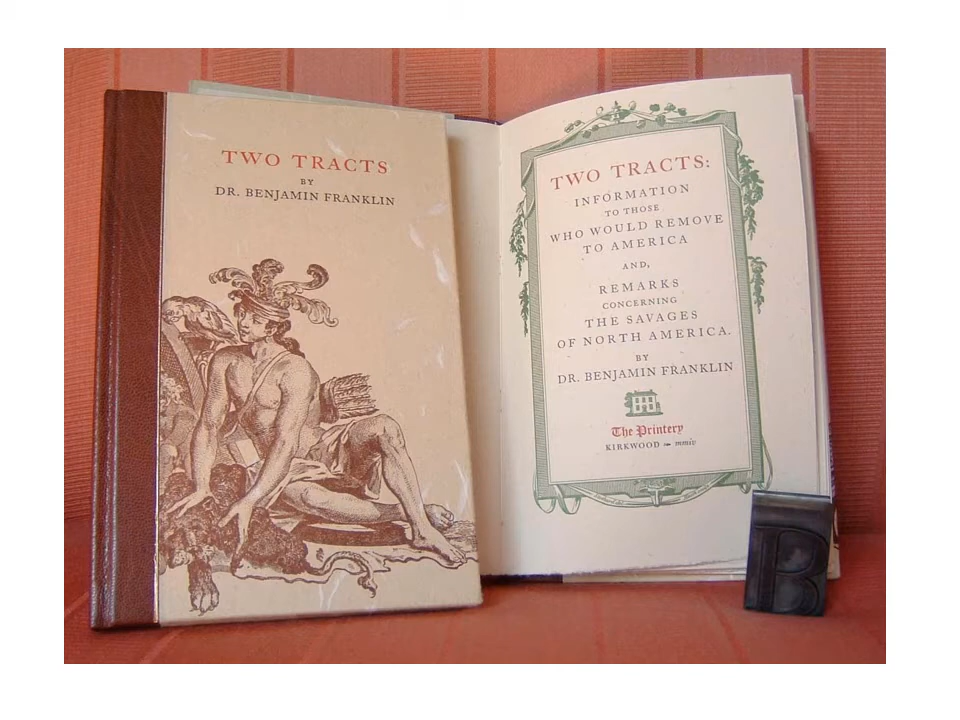 TWO TRACTS
BY
DR. BENJAMIN FRANKLIN
TWO TRACTS:
INFORMATION
TO THOSE
WHO WOULD REMOVE
TO AMERICA
AND,
REMARKS
CONCERNING
THE SAVAGES
OF NORTH AMERICA.
BY
DR. BENJAMIN FRANKLIN
The Printery
KIRKWOOD ~ mmiv
B